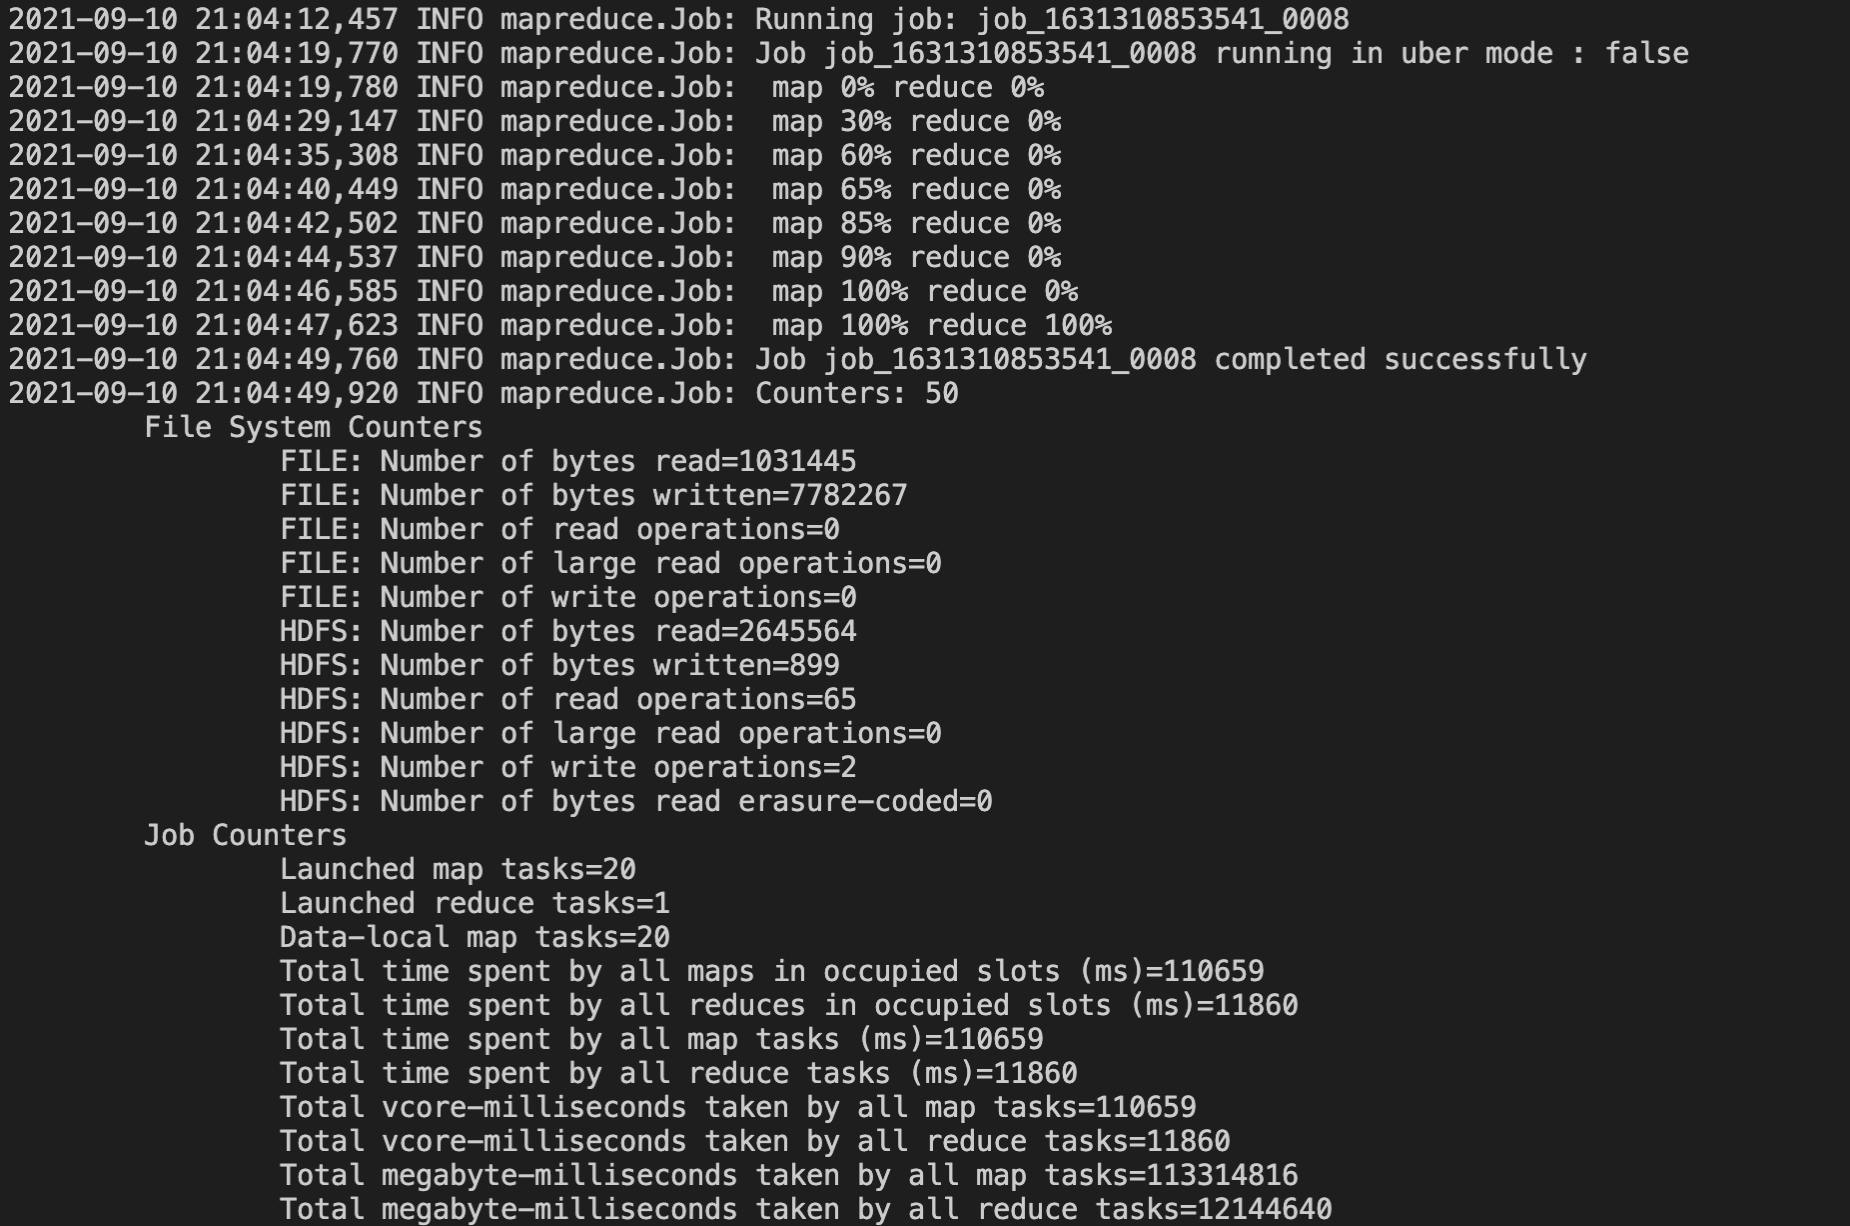 2021-09-10 21:04:12,457 INFO mapreduce.Job: Running job: job_1631310853541_0008
2021-09-10 21:04:19,770 INFO mapreduce.Job: Job job_1631310853541_0008 running in uber mode : false
2021-09-10 21:04:19,780 INFO mapreduce.Job:  map 0% reduce 0%
2021-09-10 21:04:29,147 INFO mapreduce.Job:  map 30% reduce 0%
2021-09-10 21:04:35,308 INFO mapreduce.Job:  map 60% reduce 0%
2021-09-10 21:04:40,449 INFO mapreduce.Job:  map 65% reduce 0%
2021-09-10 21:04:42,502 INFO mapreduce.Job:  map 85% reduce 0%
2021-09-10 21:04:44,537 INFO mapreduce.Job:  map 90% reduce 0%
2021-09-10 21:04:46,585 INFO mapreduce.Job:  map 100% reduce 0%
2021-09-10 21:04:47,623 INFO mapreduce.Job:  map 100% reduce 100%
2021-09-10 21:04:49,760 INFO mapreduce.Job: Job job_1631310853541_0008 completed successfully
2021-09-10 21:04:49,920 INFO mapreduce.Job: Counters: 50
File System Counters
FILE: Number of bytes read=1031445
FILE: Number of bytes written=7782267
FILE: Number of read operations=0
FILE: Number of large read operations=0
FILE: Number of write operations=0
HDFS: Number of bytes read=2645564
HDFS: Number of bytes written=899
HDFS: Number of read operations=65
HDFS: Number of large read operations=0
HDFS: Number of write operations=2
HDFS: Number of bytes read erasure-coded=0
Job Counters
Launched map tasks=20
Launched reduce tasks=1
Data-local map tasks=20
Total time spent by all maps in occupied slots (ms)=110659
Total time spent by all reduces in occupied slots (ms)=11860
Total time spent by all map tasks (ms)=110659
Total time spent by all reduce tasks (ms)=11860
Total vcore-milliseconds taken by all map tasks=110659
Total vcore-milliseconds taken by all reduce tasks=11860
Total megabyte-milliseconds taken by all map tasks=113314816
Total megabyte-milliseconds taken by all reduce tasks=12144640